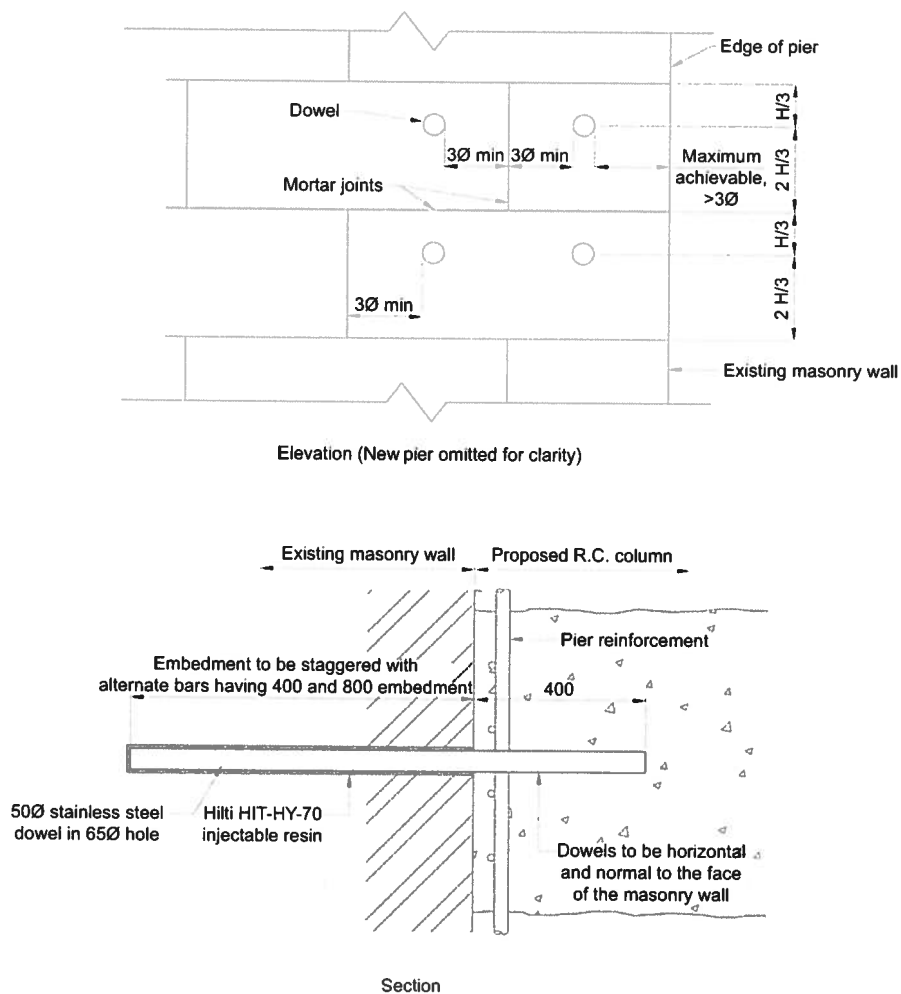 Edge of pier
Dowel
H/3
3Ø min
3Ø min
Maximum
achievable,
>3Ø
2 H/3
Mortar joints
H/3
3Ø min
2 H/3
Existing masonry wall
Elevation (New pier omitted for clarity)
Existing masonry wall
Proposed R.C. column
Pier reinforcement
Embedment to be staggered with
alternate bars having 400 and 800 embedment
400
50Ø stainless steel
dowel in 65Ø hole
Hilti HIT-HY-70
injectable resin
Dowels to be horizontal
and normal to the face
of the masonry wall
Section